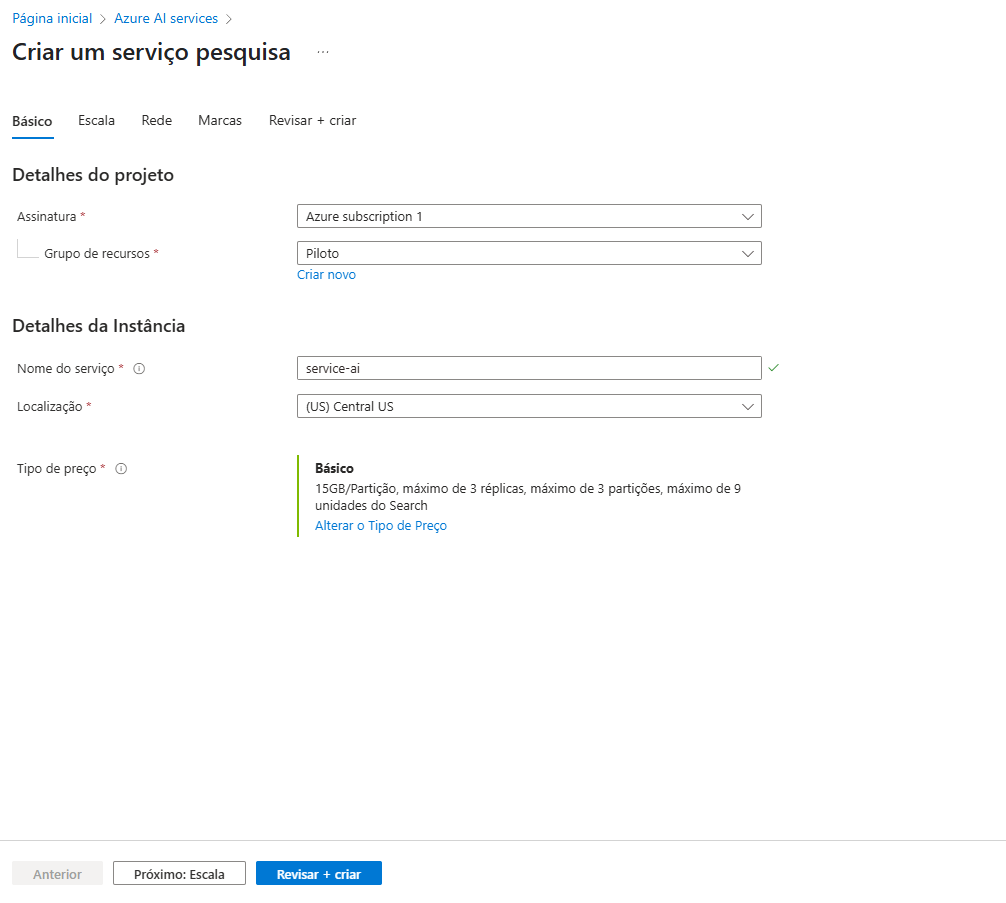 Página inicial > Azure AI services >
Criar um serviço pesquisa ...
Básico Escala Rede Marcas Revisar + criar
Detalhes do projeto
Assinatura * Azure subscription 1
Grupo de recursos * Piloto
Criar novo
Detalhes da Instância
Nome do serviço * service-ai
Localização * (US) Central US
Tipo de preço * Básico
15GB/Partição, máximo de 3 réplicas, máximo de 3 partições, máximo de 9
unidades do Search
Alterar o Tipo de Preço
Anterior Próximo: Escala Revisar + criar